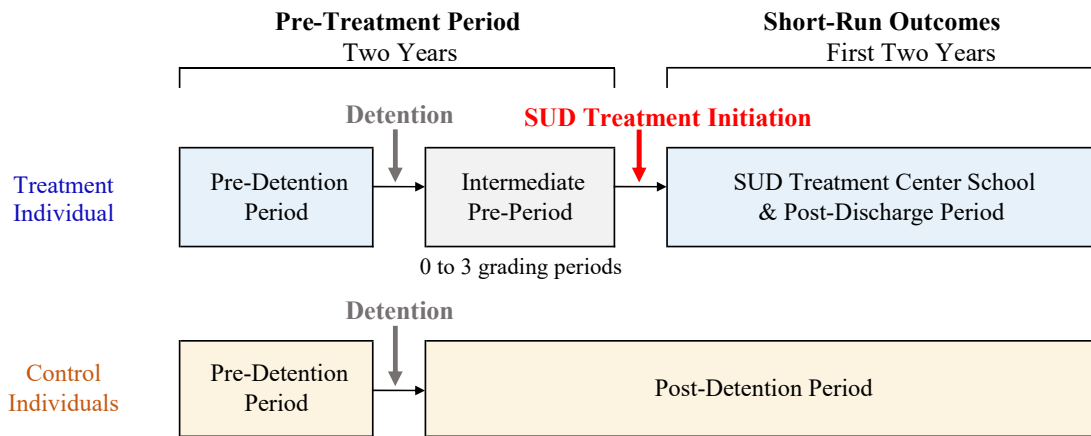 Pre-Treatment Period
Two Years
Short-Run Outcomes
First Two Years
Detention
SUD Treatment Initiation
Treatment
Individual
Pre-Detention
Period
Intermediate
Pre-Period
SUD Treatment Center School
& Post-Discharge Period
0 to 3 grading periods
Detention
Control
Individuals
Pre-Detention
Period
Post-Detention Period